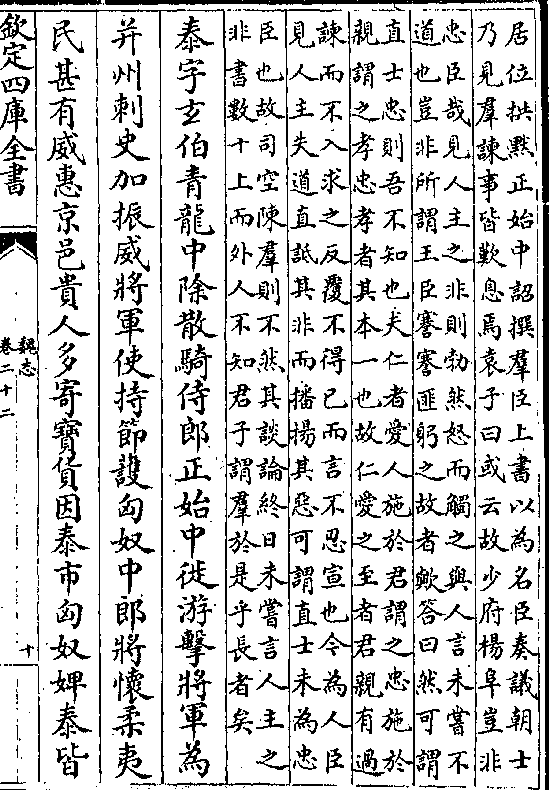 居位拱默正始中詔撰羣臣上書以為名臣奏議朝士
乃見羣諫事皆歎息焉袁子曰或云故少府楊阜豈非
忠臣哉見人主之非則勃然怒而觸之與人言未嘗不
道也豈非所謂王臣謇謇匪躬之故者歟答曰然可謂
直士忠則吾不知也夫仁者愛人施於君謂之忠施於
親謂之孝忠孝者其本一也故仁愛之至者君親有過
諫而不入求之反覆不得已而言不忍宣也今為人臣
見人主失道直詆其非而播揚其惡可謂直士未為忠
臣也故司空陳羣則不然其談論終日未嘗言人主之
非書數十上而外人不知君子謂羣於是乎長者矣
泰字玄伯青龍中除散騎侍郎正始中徙游擊將軍為
并州刺史加振威將軍使持節護匈奴中郎將懷柔夷
民甚有威惠京邑貴人多寄寶貨因泰市匈奴婢泰皆
欽定四庫全書
魏志
卷二十二
十